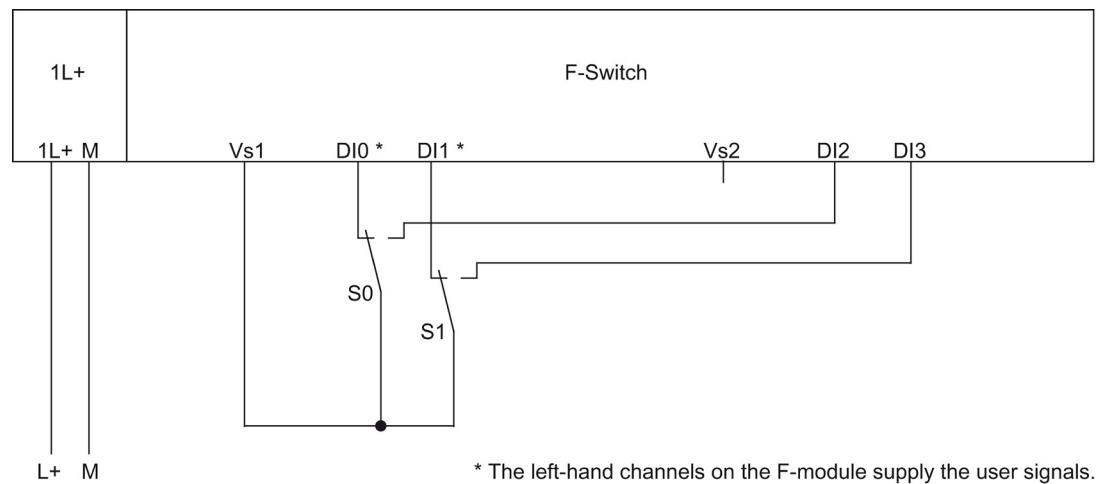 1L+ F-Switch
1L+ M Vs1 DI0 * DI1 * Vs2 DI2 DI3
S0
S1
L+ M * The left-hand channels on the F-module supply the user signals.